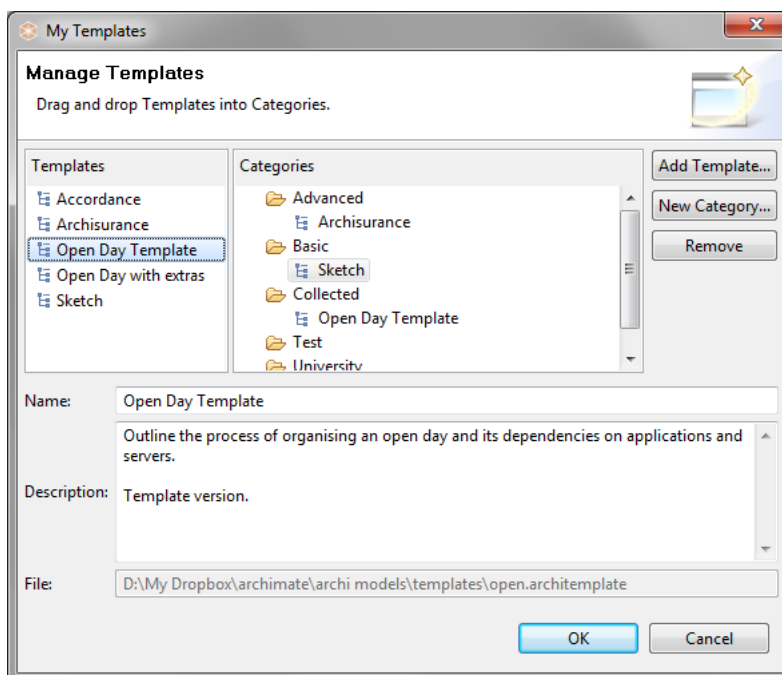 My Templates
Manage Templates
Drag and drop Templates into Categories.
Templates
Accordance
Archisurance
Open Day Template
Open Day with extras
Sketch
Categories
Advanced
Archisurance
Basic
Sketch
Collected
Open Day Template
Test
University
Add Template...
New Category...
Remove
Name:
Open Day Template
Description:
Outline the process of organising an open day and its dependencies on applications and
servers.
Template version.
File:
D:\My Dropbox\archimate\archi models\templates\open.architemplate
OK
Cancel